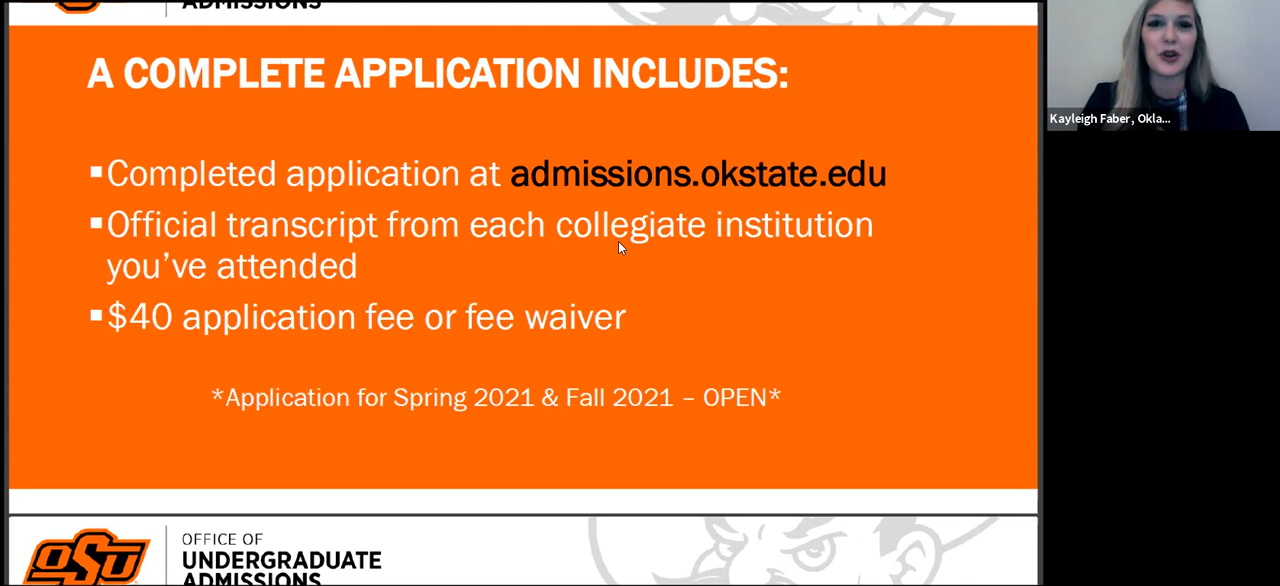 ADMISSIONS
A COMPLETE APPLICATION INCLUDES:
Kayleigh Faber, Okla...
▪Completed application at admissions.okstate.edu
▪Official transcript from each collegiate institution
you've attended
▪$40 application fee or fee waiver
*Application for Spring 2021 & Fall 2021 – OPEN*
OSU
OFFICE OF
UNDERGRADUATE
ADMISSIONS